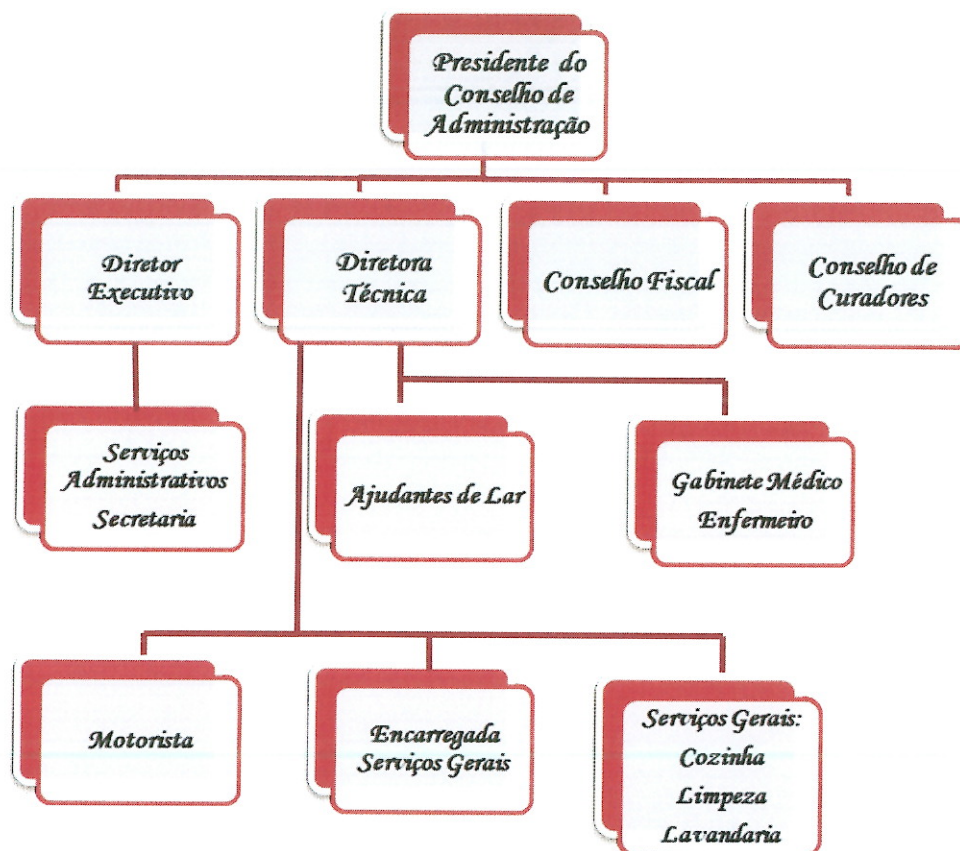 Presidente do
Conselho de
Administração
Diretor
Executivo
Diretora
Técnica
Conselho Fiscal
Conselho de
Curadores
Serviços
Administrativos
Secretaria
Ajudantes de Lar
Gabinete Médico
Enfermeiro
Motorista
Encarregada
Serviços Gerais
Serviços Gerais:
Cozinha
Limpeza
Lavandaria